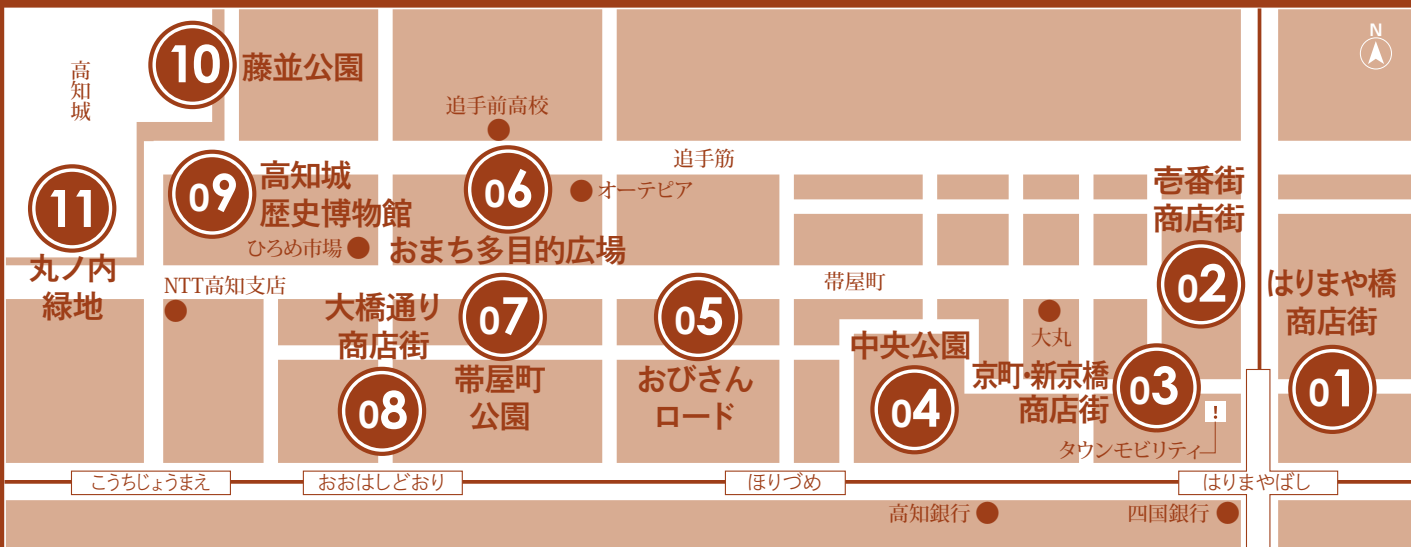 N
高知城
10
藤並公園
追手前高校
追手筋
11
丸ノ内
緑地
09
高知城
歴史博物館
ひろめ市場
06
オーテピア
おまち多目的広場
壱番街
商店街
02
はりまや橋
商店街
01
NTT高知支店
大橋通り
商店街
08
07
帯屋町
公園
05
おびさん
ロード
帯屋町
中央公園
04
大丸
京町・新京橋
商店街
03
!
タウンモビリティ
こうちじょうまえ
おおはしどおり
ほりづめ
はりまやばし
高知銀行
四国銀行